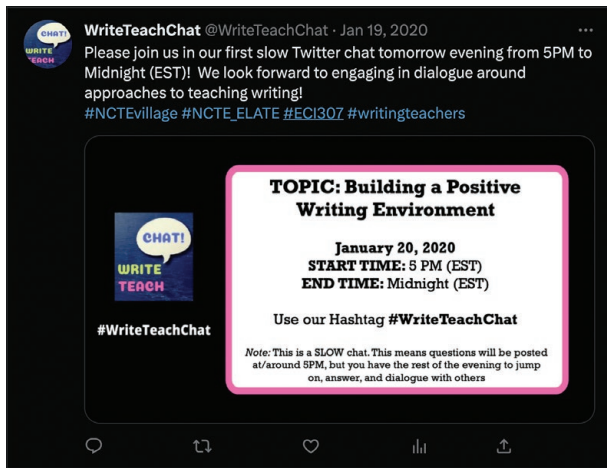 CHAT!
WRITE
TEACH
WriteTeachChat @WriteTeachChat · Jan 19, 2020
Please join us in our first slow Twitter chat tomorrow evening from 5PM to
Midnight (EST)! We look forward to engaging in dialogue around
approaches to teaching writing!
#NCTEvillage #NCTE_ELATE #ECI307 #writingteachers
CHAT!
WRITE
TEACH
#WriteTeachChat
TOPIC: Building a Positive
Writing Environment
January 20, 2020
START TIME: 5 PM (EST)
END TIME: Midnight (EST)
Use our Hashtag #WriteTeachChat
Note: This is a SLOW chat. This means questions will be posted
at/around 5PM, but you have the rest of the evening to jump
on, answer, and dialogue with others